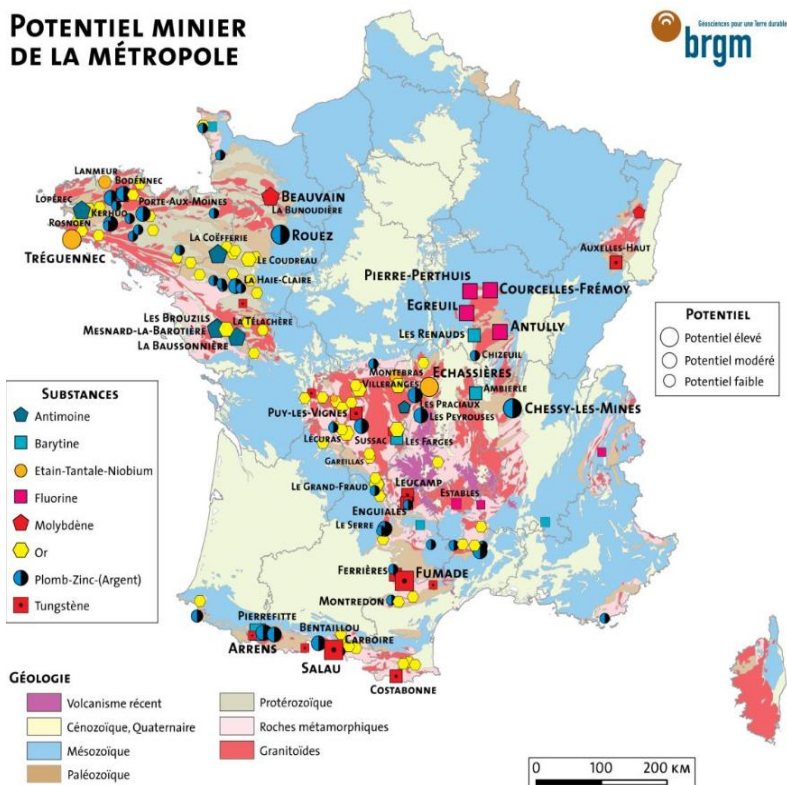 POTENTIEL MINIER
DE LA MÉTROPOLE
Géosciences pour une Terre durable
brgm
LANMEUR
BODENNEC
LOPÉREC
PORTE-AUX-MOINES
KERHUO
ROSNOEN
TRÉGUENNEC
BEAUVAIN
LA BUNOUDIÈRE
ROUEZ
LA COËFFERIE
LE COUDREAU
LA HAIE-CLAIRE
LES BROUZILS
LA TÉLACHÈRE
MESNARD-LA-BAROTIÈRE
LA BAUSSONNIÈRE
AUXELLES-HAUT
PIERRE-PERTHUIS
COURCELLES-FRÉMOY
EGREUIL
LES RENAUDS
ANTULLY
CHIZEUIL
MONTEBRAS
ECHASSIÈRES
VILLERANGES
AMBIERLE
LES PRACIAUX
CHESSY-LES-MINES
PUY-LES-VIGNES
LES PEYROUSES
LÉCURAS
SUSSAC
LES FARGES
GAREILLAS
LEUCAMP
LE GRAND-FRAUD
ESTABLES
ENGUIALÈS
LE SERRE
FERRIÈRES
FUMADE
MONTREDON
PIERREFITTE
BENTAILLOU
ARRENS
CARBOIRE
SALAU
COSTABONNE
POTENTIEL
Potentiel élevé
Potentiel modéré
Potentiel faible
SUBSTANCES
Antimoine
Barytine
Etain-Tantale-Niobium
Fluorine
Molybdène
Or
Plomb-Zinc-(Argent)
Tungstène
GÉOLOGIE
Volcanisme récent
Cénozoïque, Quaternaire
Mésozoïque
Paléozoïque
Protérozoïque
Roches métamorphiques
Granitoïdes
0 100 200 KM